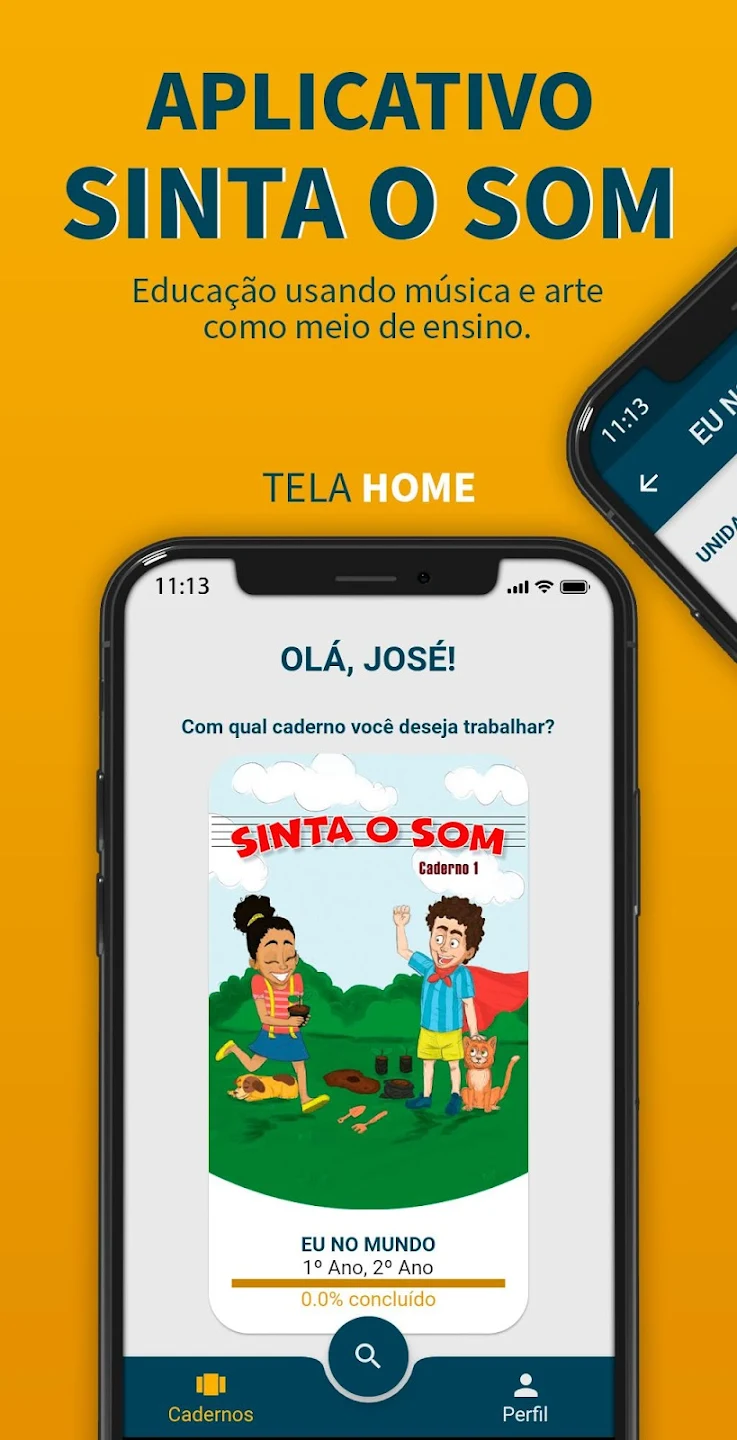 APLICATIVO
SINTA O SOM
Educação usando música e arte
como meio de ensino.
TELA HOME
11:13
EU
11:13
OLÁ, JOSÉ!
Com qual caderno você deseja trabalhar?
SINTA O SOM
Caderno 1
EU NO MUNDO
1º Ano, 2º Ano
0.0% concluído
Cadernos
Perfil